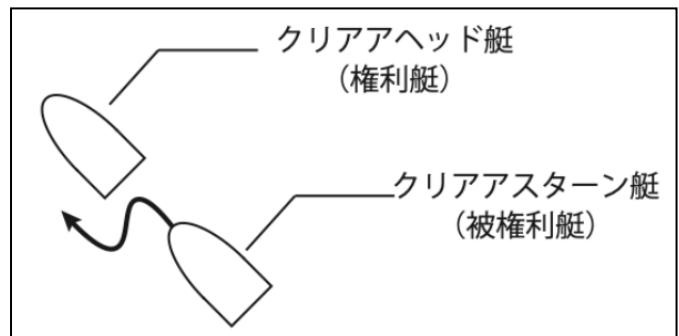 クリアアヘッド艇
（権利艇）
クリアアスターン艇
（被権利艇）